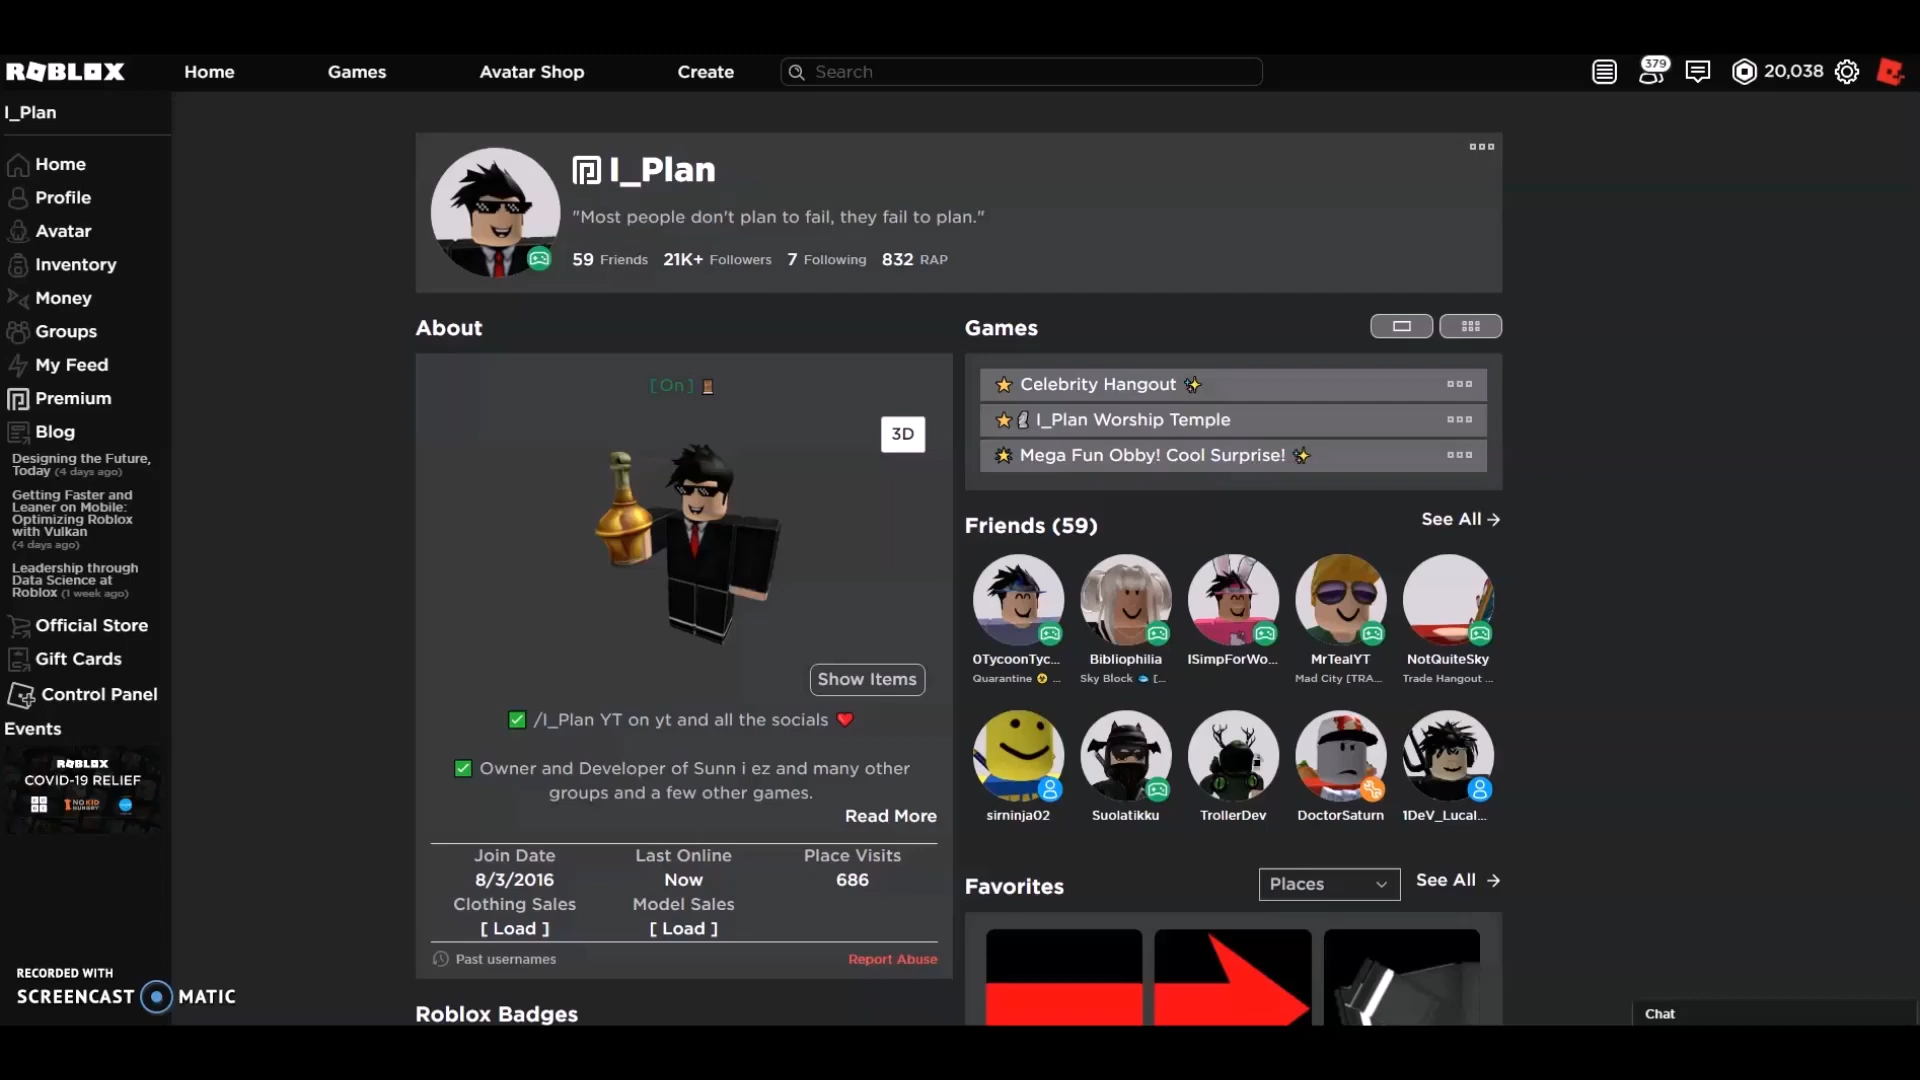 ROBLOX
Home
Games
Avatar Shop
Create
Search
379
20,038
I_Plan
Home
Profile
Avatar
Inventory
Money
Groups
My Feed
Premium
Blog
Designing the Future,
Today (4 days ago)
Getting Faster and
Leaner on Mobile:
Optimizing Roblox
with Vulkan
(4 days ago)
Leadership through
Data Science at
Roblox (1 week ago)
Official Store
Gift Cards
Control Panel
Events
ROBLOX
COVID-19 RELIEF
NO KID
HUNGRY
I_Plan
"Most people don't plan to fail, they fail to plan."
59 Friends 21K+ Followers 7 Following 832 RAP
About
[On] 🚪
3D
Show Items
✅ /I_Plan YT on yt and all the socials ❤️
✅ Owner and Developer of Sunn i ez and many other
groups and a few other games.
Read More
Join Date
8/3/2016
Last Online
Now
Place Visits
686
Clothing Sales
[ Load ]
Model Sales
[ Load ]
Past usernames
Report Abuse
Roblox Badges
Games
⭐ Celebrity Hangout ✨
⭐🗿 I_Plan Worship Temple
🌟 Mega Fun Obby! Cool Surprise! ✨
Friends (59)
See All →
0TycoonTyc...
Quarantine ☣️ ...
Bibliophilia
Sky Block 🐟 [...
ISimpForWo...
MrTealYT
Mad City [TRA...
NotQuiteSky
Trade Hangout ...
sirninja02
Suolatikku
TrollerDev
DoctorSaturn
1DeV_Lucal...
Favorites
Places
See All →
Chat
RECORDED WITH
SCREENCAST MATIC